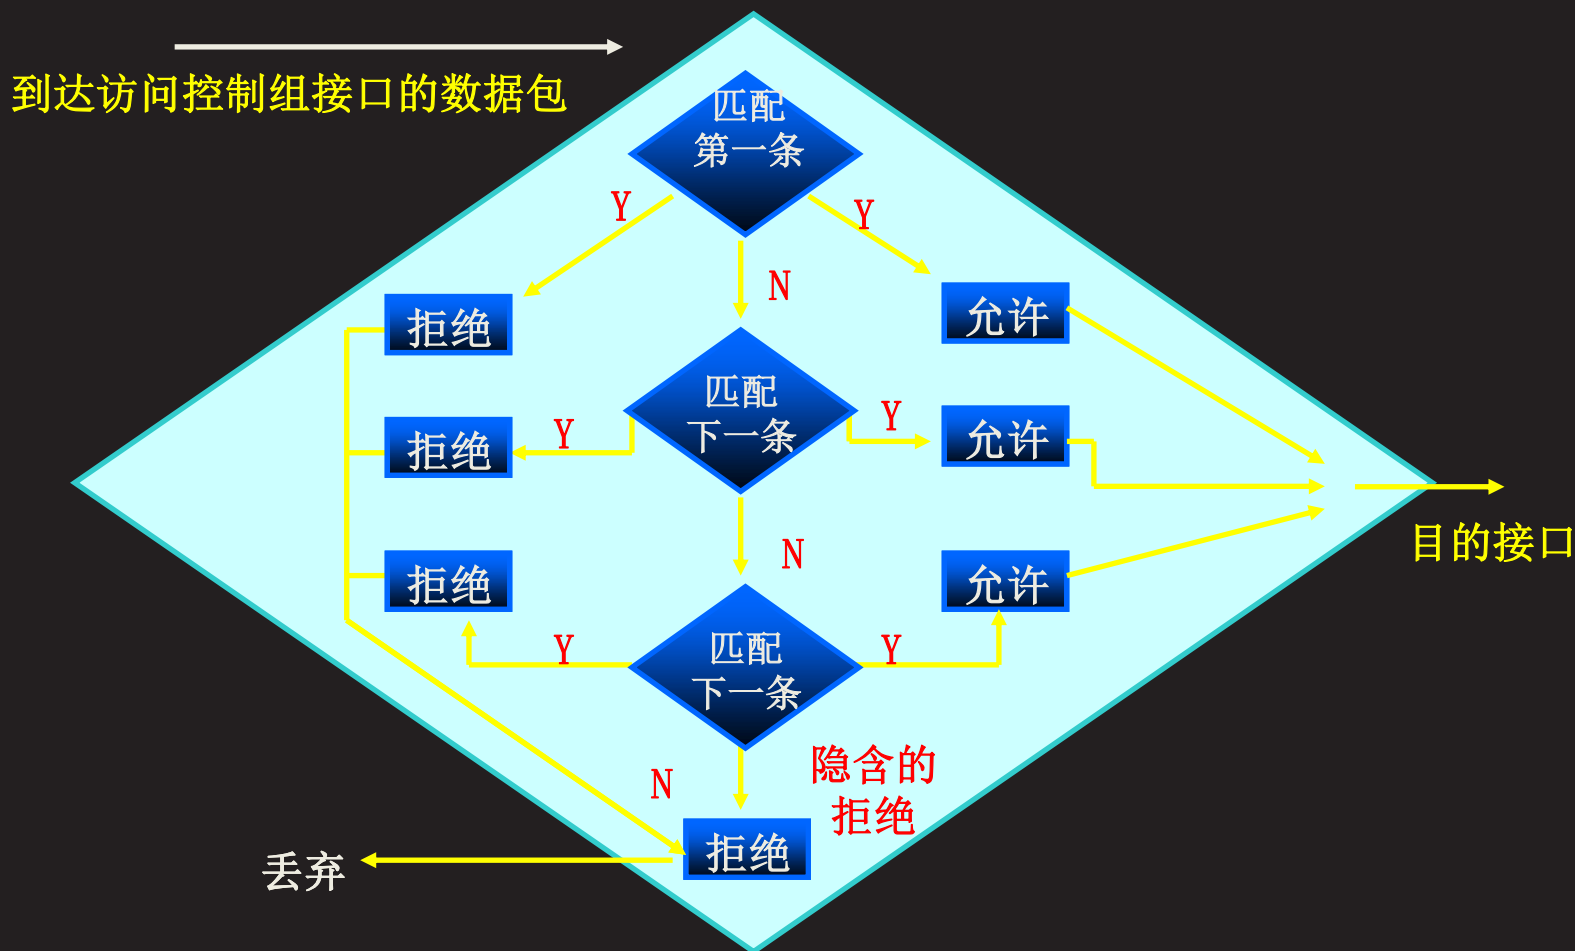 到达访问控制组接口的数据包
匹配
第一条
Y
Y
N
拒绝
允许
匹配
下一条
Y
Y
拒绝
允许
目的接口
N
拒绝
允许
匹配
下一条
Y
Y
隐含的
拒绝
N
拒绝
丢弃